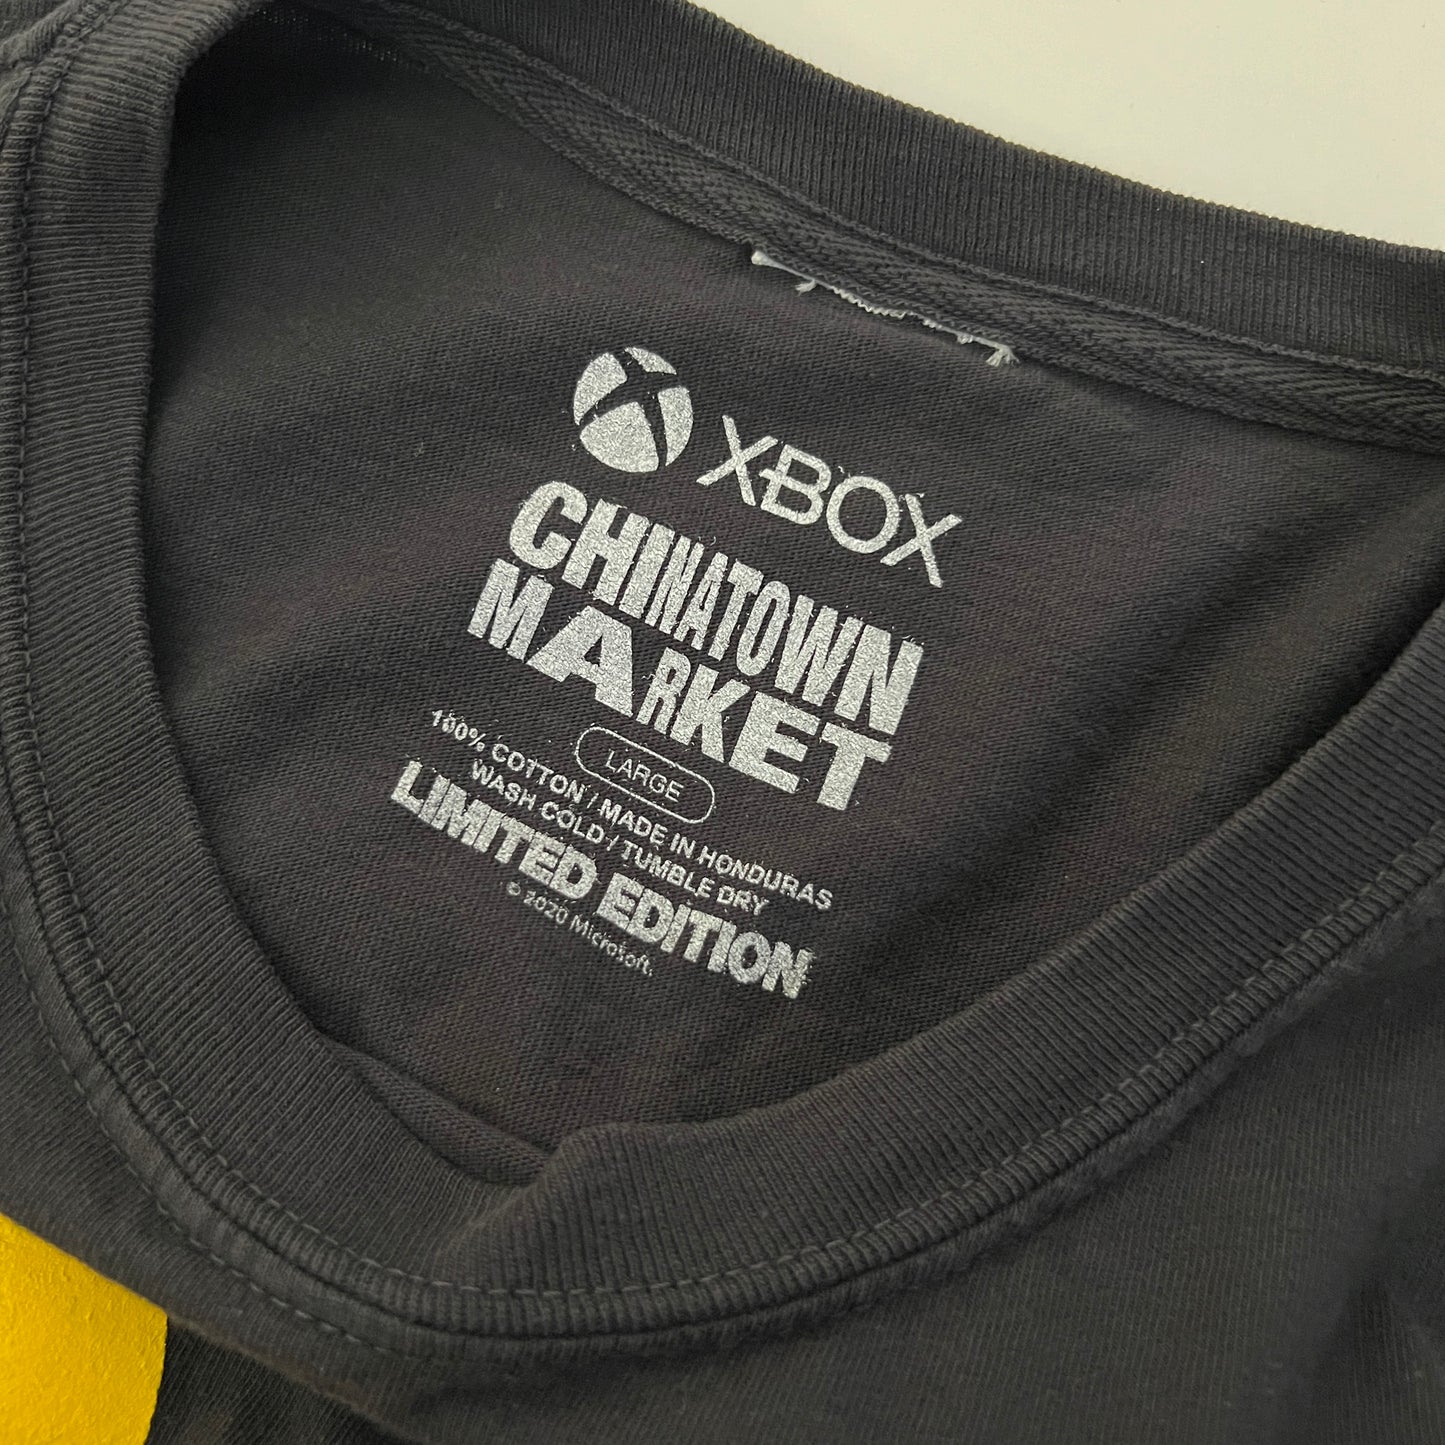 XBOX
CHINATOWN
MARKET
LARGE
100% COTTON / MADE IN HONDURAS
WASH COLD / TUMBLE DRY
LIMITED EDITION
© 2020 Microsoft.